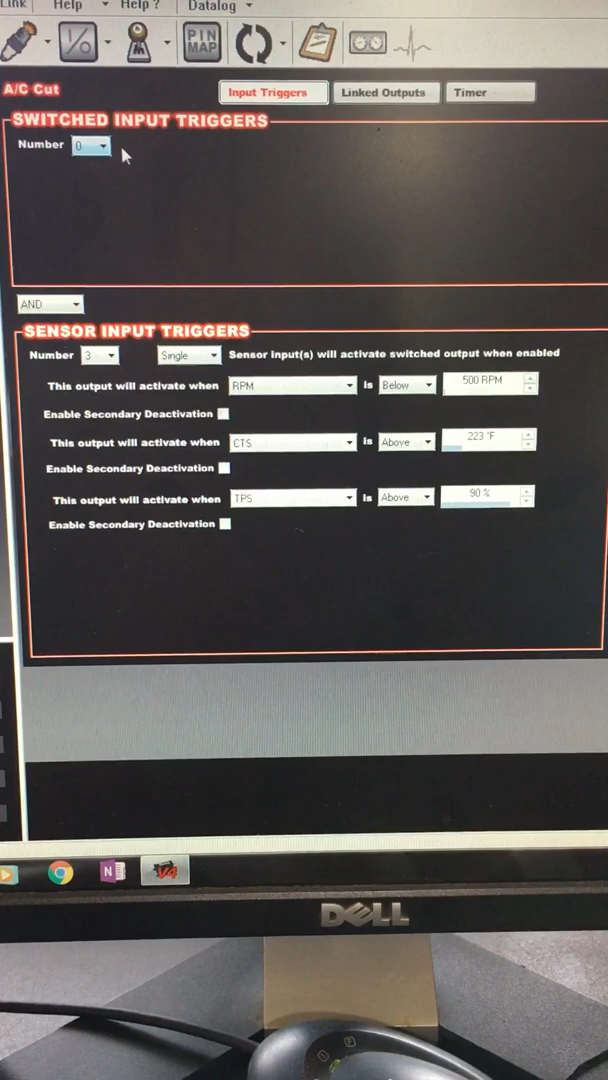 Link Help Help ? Datalog
I/O PIN MAP
A/C Cut Input Triggers Linked Outputs Timer
SWITCHED INPUT TRIGGERS
Number 0
AND
SENSOR INPUT TRIGGERS
Number 3 Single Sensor input(s) will activate switched output when enabled
This output will activate when RPM is Below 500 RPM
Enable Secondary Deactivation
This output will activate when CTS is Above 223 °F
Enable Secondary Deactivation
This output will activate when TPS is Above 90 %
Enable Secondary Deactivation
N V4
DELL